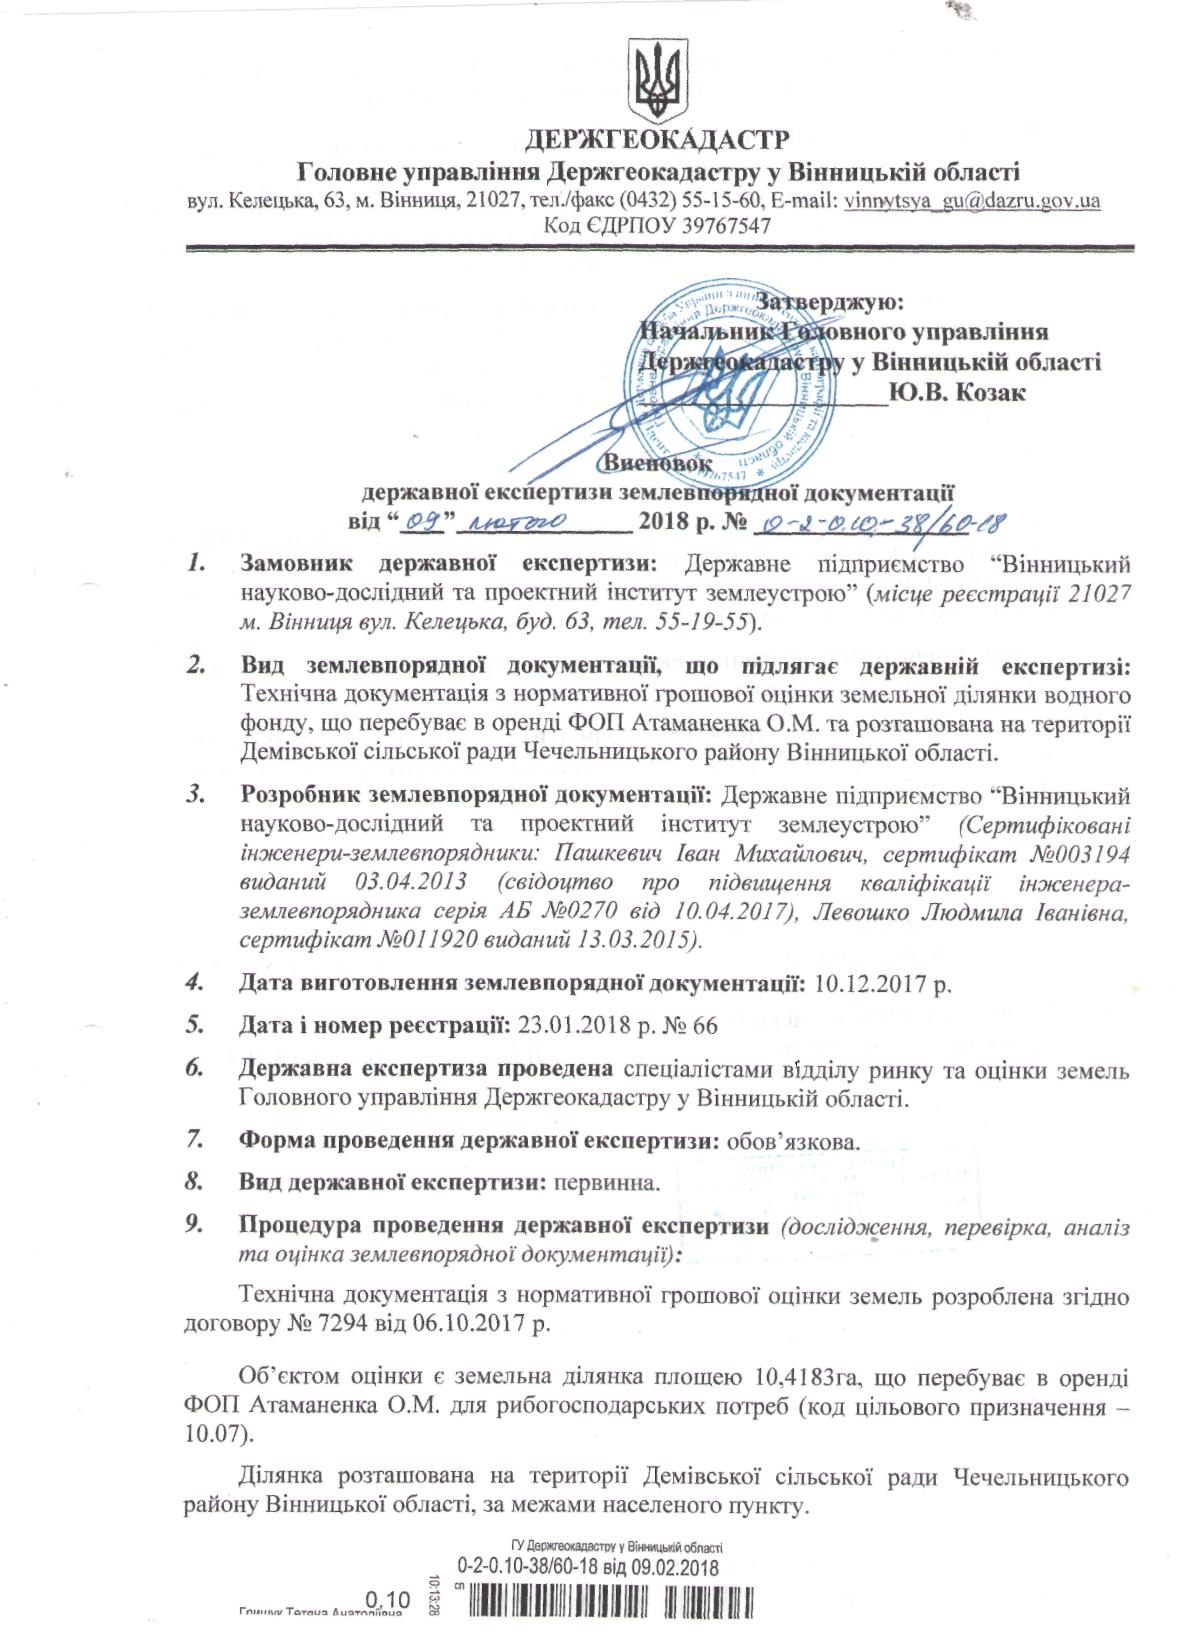 ДЕРЖГЕОКАДАСТР
Головне управління Держгеокадастру у Вінницькій області
вул. Келецька, 63, м. Вінниця, 21027, тел./факс (0432) 55-15-60, E-mail: vinnytsya_gu@dazru.gov.ua
Код ЄДРПОУ 39767547
Затверджую:
Начальник Головного управління
Держгеокадастру у Вінницькій області
Ю.В. Козак
Висновок
державної експертизи землевпорядної документації
від “09” лютого 2018 р. № 0-2-0.10-38/60-18
1. Замовник державної експертизи: Державне підприємство “Вінницький
науково-дослідний та проектний інститут землеустрою” (місце реєстрації 21027
м. Вінниця вул. Келецька, буд. 63, тел. 55-19-55).
2. Вид землевпорядної документації, що підлягає державній експертизі:
Технічна документація з нормативної грошової оцінки земельної ділянки водного
фонду, що перебуває в оренді ФОП Атаманенка О.М. та розташована на території
Демівської сільської ради Чечельницького району Вінницької області.
3. Розробник землевпорядної документації: Державне підприємство “Вінницький
науково-дослідний та проектний інститут землеустрою” (Сертифіковані
інженери-землевпорядники: Пашкевич Іван Михайлович, сертифікат №003194
виданий 03.04.2013 (свідоцтво про підвищення кваліфікації інженера-
землевпорядника серія АБ №0270 від 10.04.2017), Левошко Людмила Іванівна,
сертифікат №011920 виданий 13.03.2015).
4. Дата виготовлення землевпорядної документації: 10.12.2017 р.
5. Дата і номер реєстрації: 23.01.2018 р. № 66
6. Державна експертиза проведена спеціалістами відділу ринку та оцінки земель
Головного управління Держгеокадастру у Вінницькій області.
7. Форма проведення державної експертизи: обов’язкова.
8. Вид державної експертизи: первинна.
9. Процедура проведення державної експертизи (дослідження, перевірка, аналіз
та оцінка землевпорядної документації):
Технічна документація з нормативної грошової оцінки земель розроблена згідно
договору № 7294 від 06.10.2017 р.
Об’єктом оцінки є земельна ділянка площею 10,4183га, що перебуває в оренді
ФОП Атаманенка О.М. для рибогосподарських потреб (код цільового призначення –
10.07).
Ділянка розташована на території Демівської сільської ради Чечельницького
району Вінницької області, за межами населеного пункту.
ГУ Держгеокадастру у Вінницькій області
0-2-0.10-38/60-18 від 09.02.2018
0,10
10:13:28